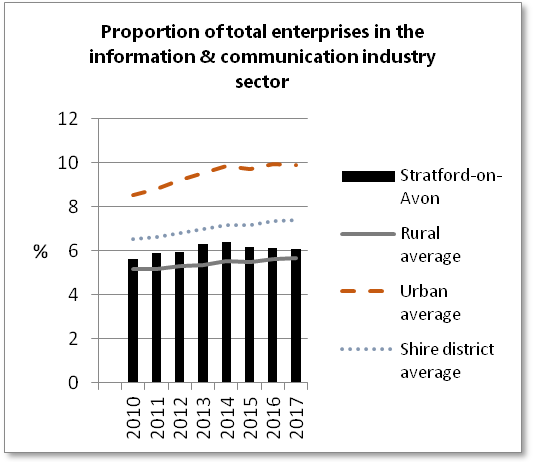 Proportion of total enterprises in the
information & communication industry
sector
12
10
8
6
4
2
0
%
2010
2011
2012
2013
2014
2015
2016
2017
Stratford-on-
Avon
Rural
average
Urban
average
Shire district
average